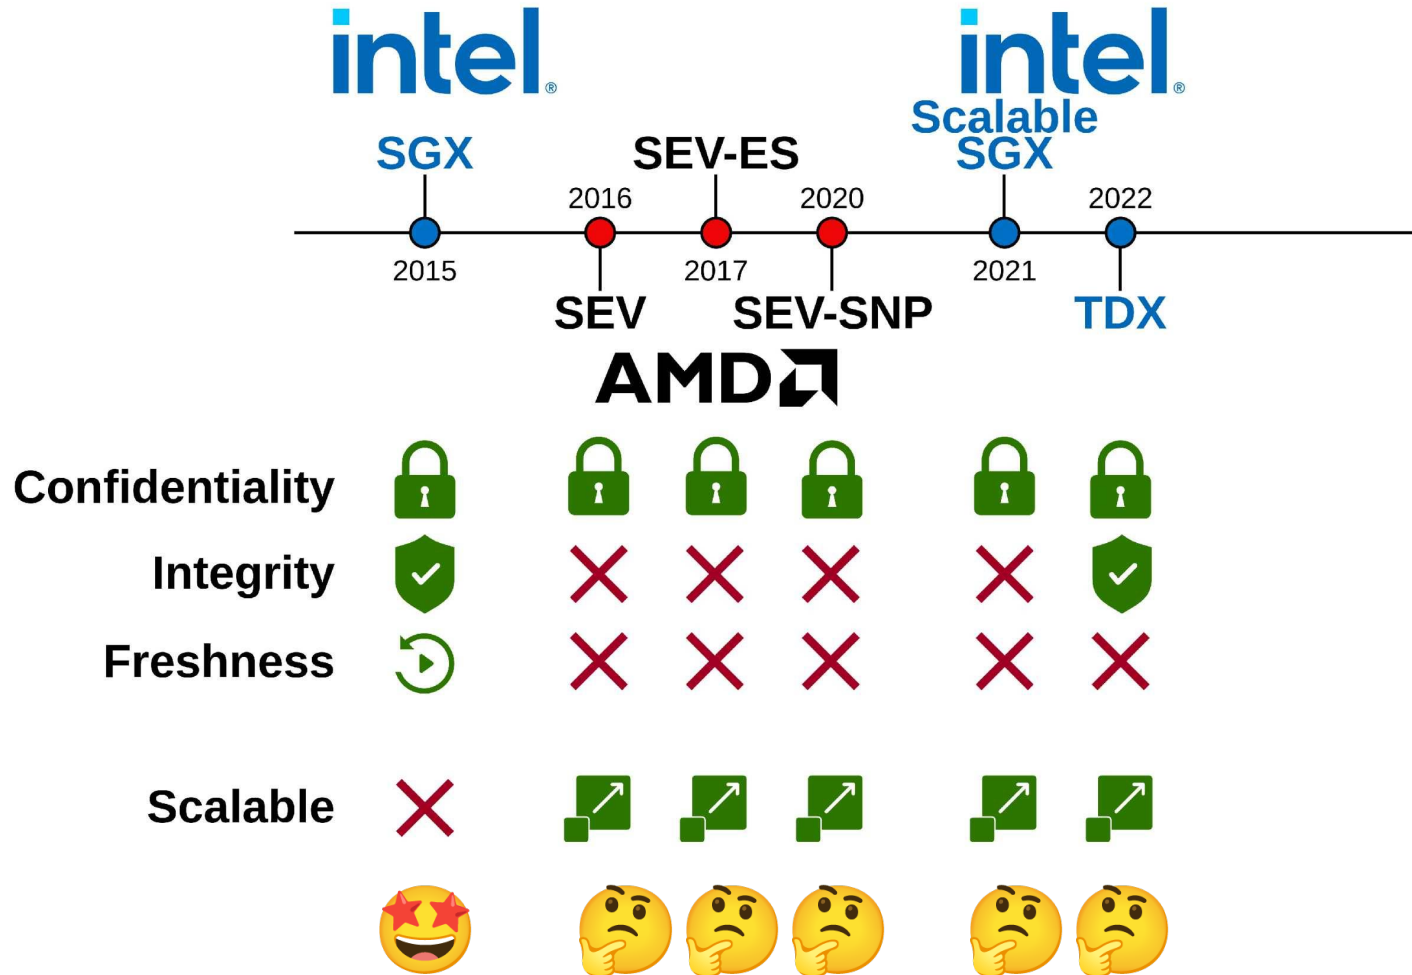 intel® intel®
Scalable
SGX SEV-ES SGX
2016 2020 2022
2015 2017 2021
SEV SEV-SNP TDX
AMD
Confidentiality
Integrity
Freshness
Scalable